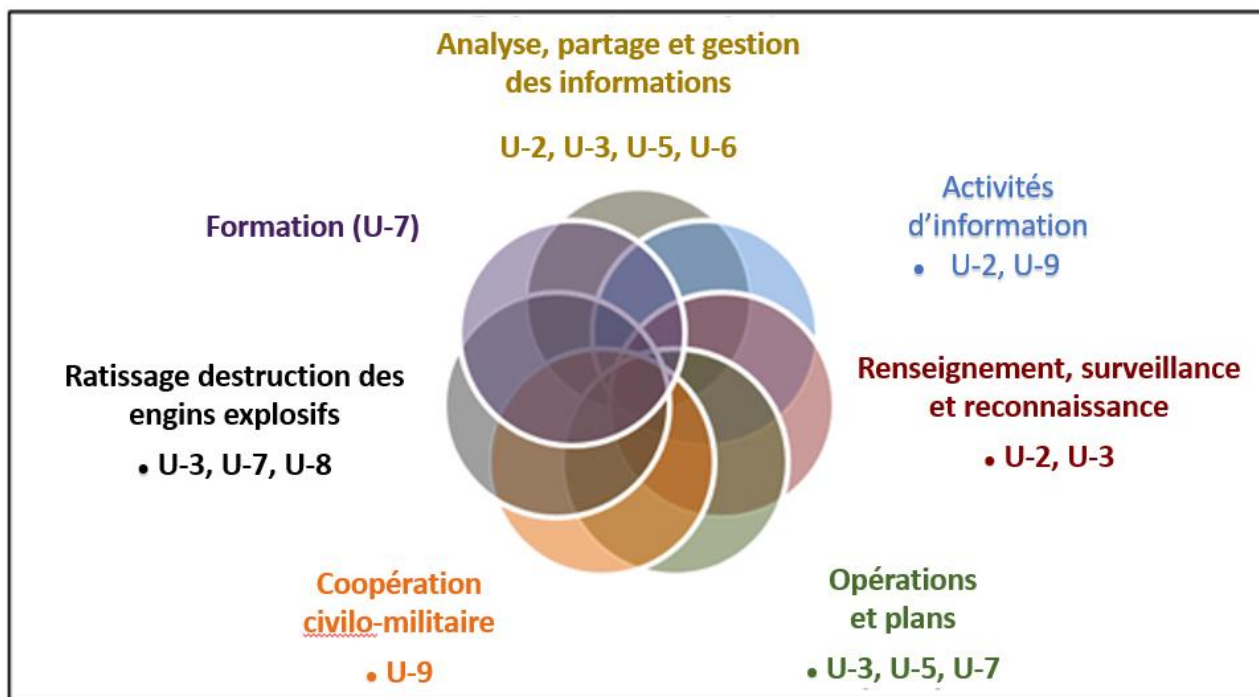 Analyse, partage et gestion
des informations
U-2, U-3, U-5, U-6
Activités
d'information
• U-2, U-9
Formation (U-7)
Renseignement, surveillance
et reconnaissance
• U-2, U-3
Ratissage destruction des
engins explosifs
• U-3, U-7, U-8
Opérations
et plans
• U-3, U-5, U-7
Coopération
civilo-militaire
• U-9